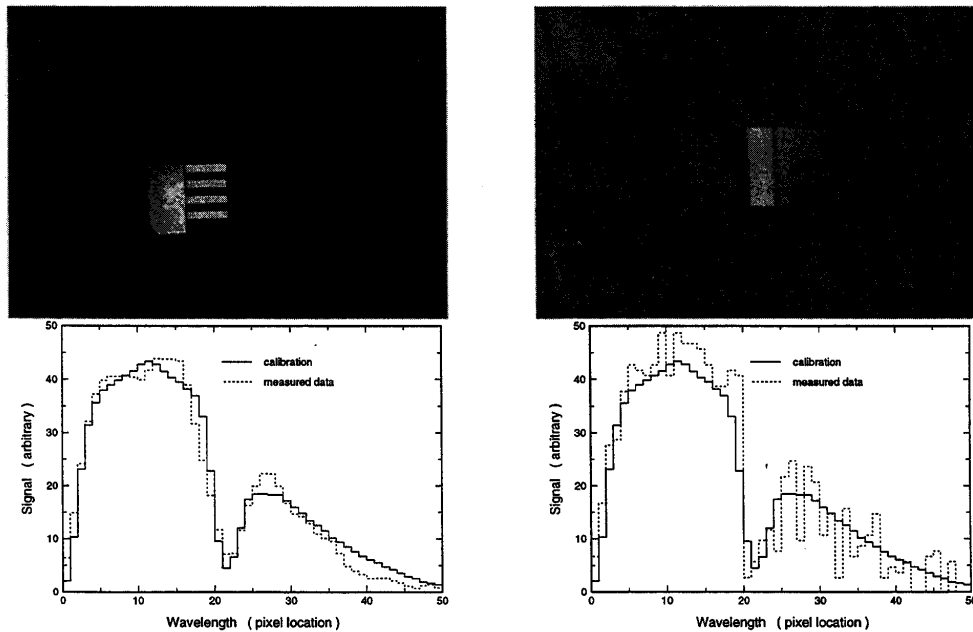 50
40
30
20
10
0
Signal ( arbitrary )
calibration
measured data
0 10 20 30 40 50
Wavelength ( pixel location )
50
40
30
20
10
0
Signal ( arbitrary )
calibration
measured data
0 10 20 30 40 50
Wavelength ( pixel location )